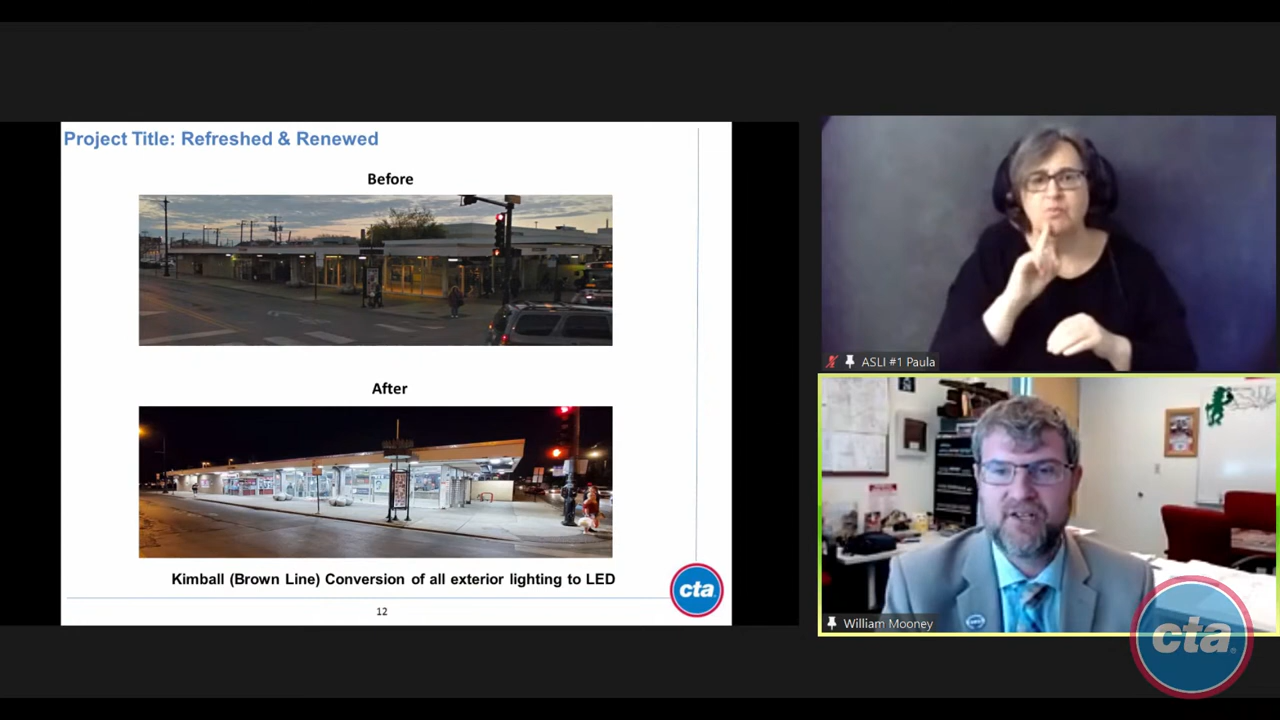 Project Title: Refreshed & Renewed
Before
After
Kimball (Brown Line) Conversion of all exterior lighting to LED
cta
12
ASLI #1 Paula
William Mooney
cta